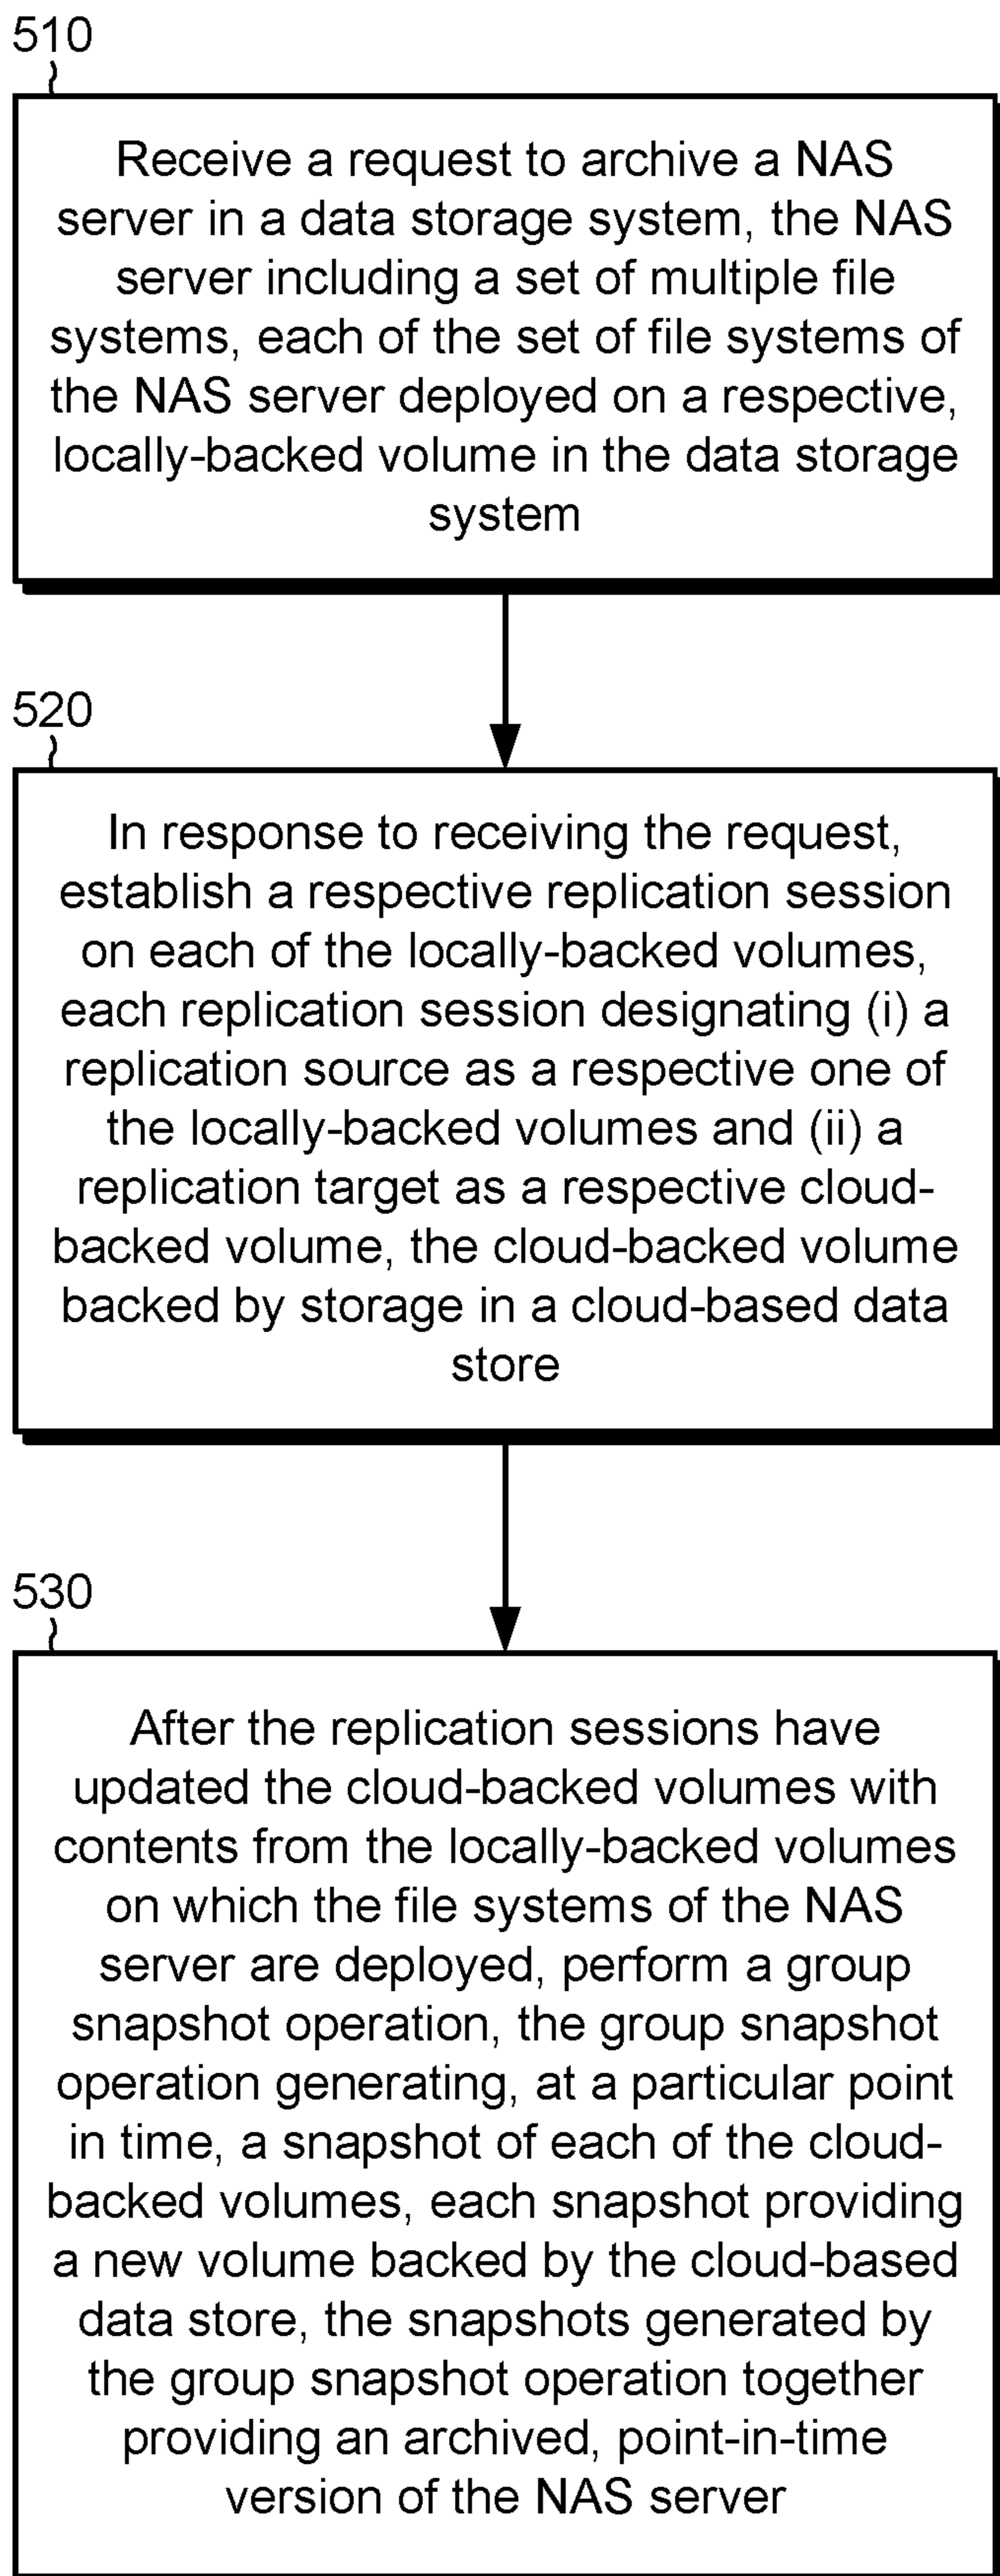 510
Receive a request to archive a NAS
server in a data storage system, the NAS
server including a set of multiple file
systems, each of the set of file systems of
the NAS server deployed on a respective,
locally-backed volume in the data storage
system
520
In response to receiving the request,
establish a respective replication session
on each of the locally-backed volumes,
each replication session designating (i) a
replication source as a respective one of
the locally-backed volumes and (ii) a
replication target as a respective cloud-
backed volume, the cloud-backed volume
backed by storage in a cloud-based data
store
530
After the replication sessions have
updated the cloud-backed volumes with
contents from the locally-backed volumes
on which the file systems of the NAS
server are deployed, perform a group
snapshot operation, the group snapshot
operation generating, at a particular point
in time, a snapshot of each of the cloud-
backed volumes, each snapshot providing
a new volume backed by the cloud-based
data store, the snapshots generated by
the group snapshot operation together
providing an archived, point-in-time
version of the NAS server